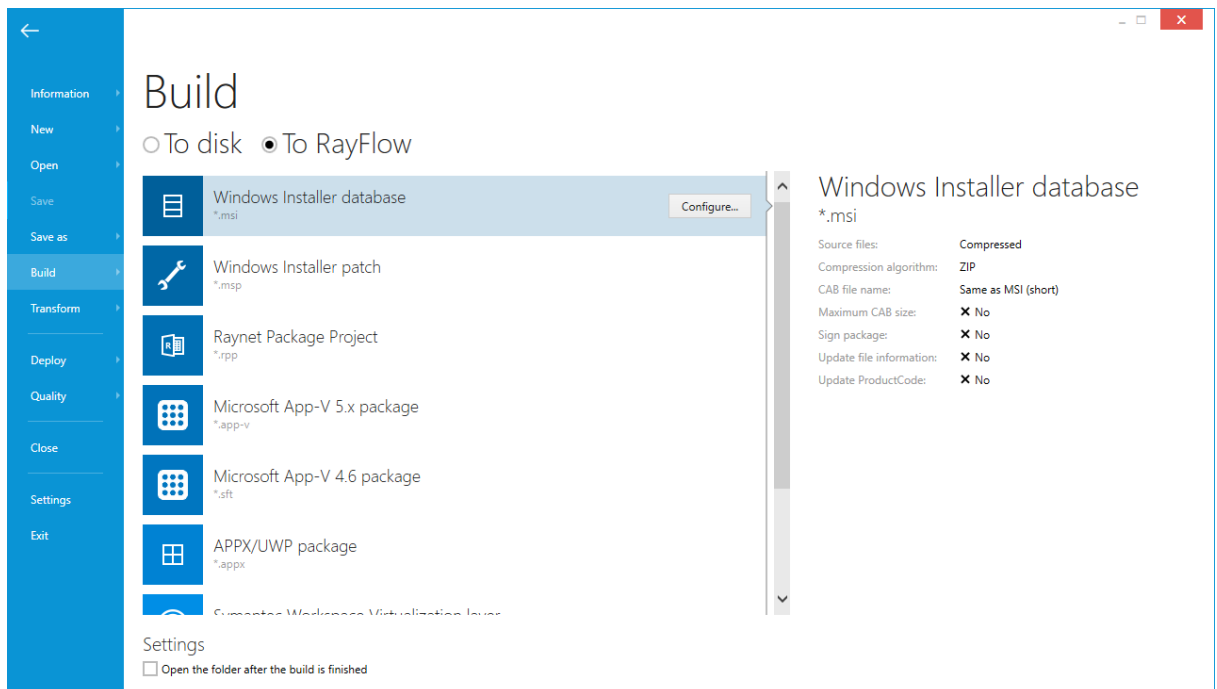 Information
New
Open
Save
Save as
Build
Transform
Deploy
Quality
Close
Settings
Exit
Build
To disk
To RayFlow
Windows Installer database
*.msi
Configure...
Windows Installer patch
*.msp
Raynet Package Project
*.rpp
Microsoft App-V 5.x package
*.app-v
Microsoft App-V 4.6 package
*.sft
APPX/UWP package
*.appx
Symantec Workspace Virtualization layer
Settings
Open the folder after the build is finished
Windows Installer database
*.msi
Source files: Compressed
Compression algorithm: ZIP
CAB file name: Same as MSI (short)
Maximum CAB size: No
Sign package: No
Update file information: No
Update ProductCode: No